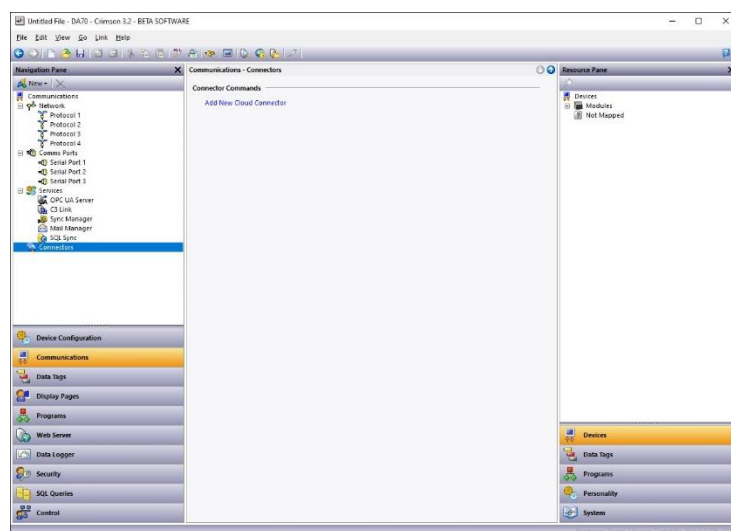 Untitled File - DA70 - Crimson 3.2 - BETA SOFTWARE
File Edit View Go Link Help
Navigation Pane
New
Communications
Network
Protocol 1
Protocol 2
Protocol 3
Protocol 4
Comms Ports
Serial Port 1
Serial Port 2
Serial Port 3
Services
OPC UA Server
C3 Link
Sync Manager
Mail Manager
SQL Sync
Connectors
Device Configuration
Communications
Data Tags
Display Pages
Programs
Web Server
Data Logger
Security
SQL Queries
Control
Communications - Connectors
Connector Commands
Add New Cloud Connector
Resource Pane
Devices
Modules
Not Mapped
Devices
Data Tags
Programs
Personality
System